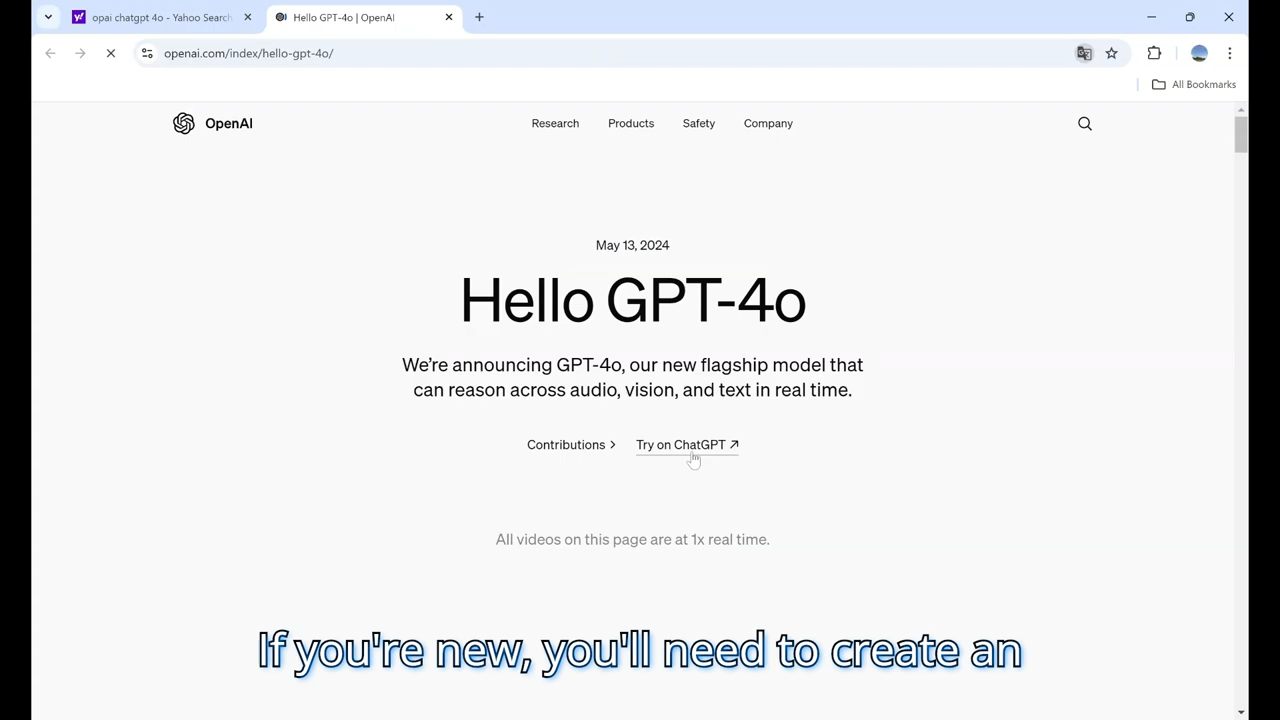 opai chatgpt 4o - Yahoo Search
Hello GPT-4o | OpenAI
openai.com/index/hello-gpt-4o/
All Bookmarks
OpenAI
Research
Products
Safety
Company
May 13, 2024
Hello GPT-4o
We're announcing GPT-4o, our new flagship model that
can reason across audio, vision, and text in real time.
Contributions
Try on ChatGPT
All videos on this page are at 1x real time.
If you're new, you'll need to create an